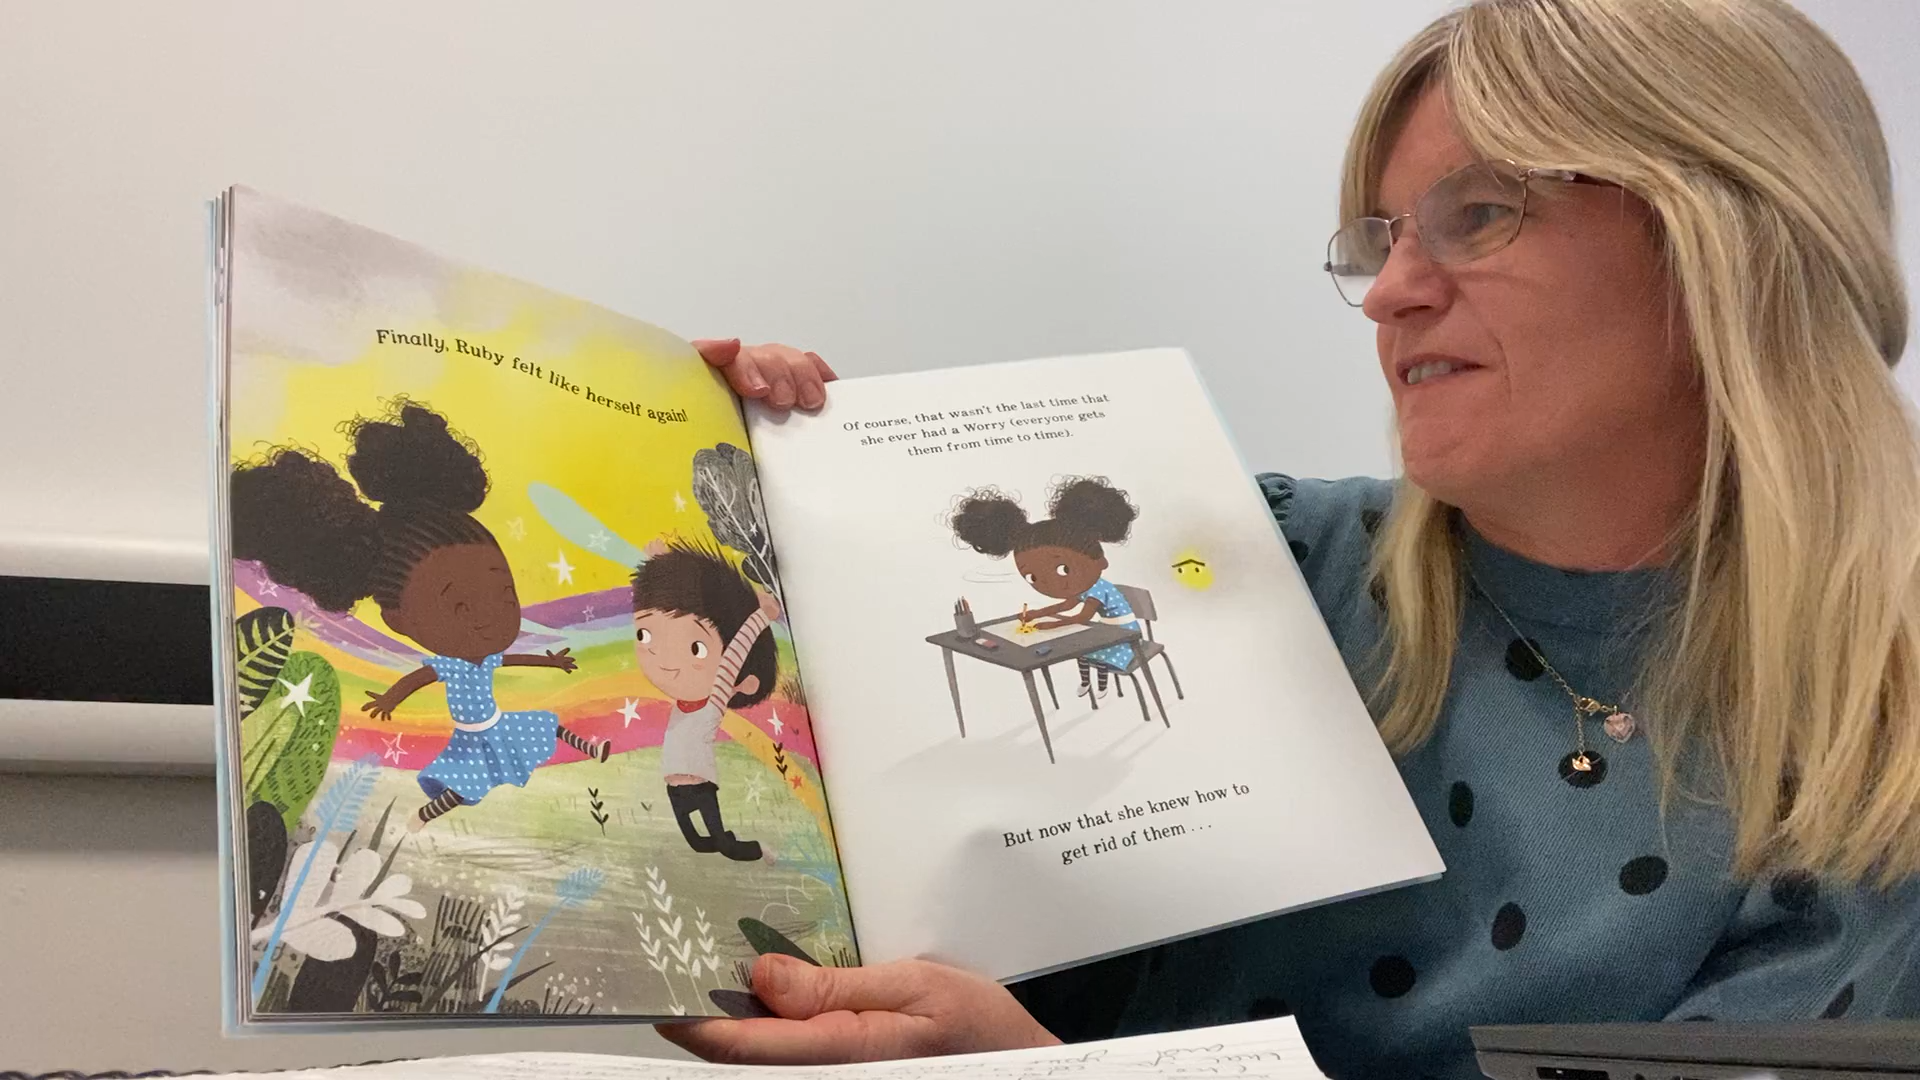 Finally, Ruby felt like herself again!
Of course, that wasn't the last time that
she ever had a Worry (everyone gets
them from time to time).
But now that she knew how to
get rid of them...